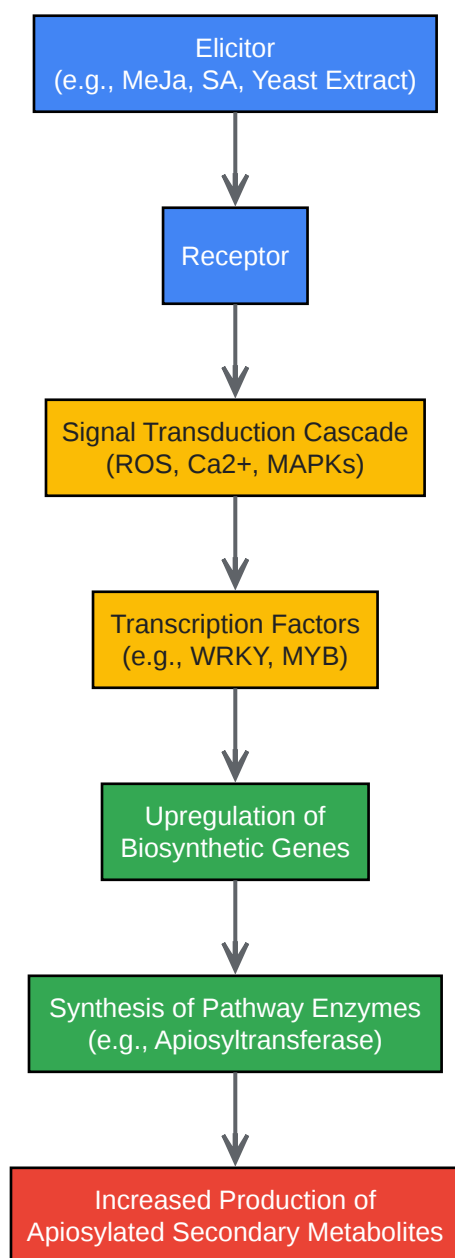 Elicitor
(e.g., MeJa, SA, Yeast Extract)
Receptor
Signal Transduction Cascade
(ROS, Ca2+, MAPKs)
Transcription Factors
(e.g., WRKY, MYB)
Upregulation of
Biosynthetic Genes
Synthesis of Pathway Enzymes
(e.g., Apiosyltransferase)
Increased Production of
Apiosylated Secondary Metabolites